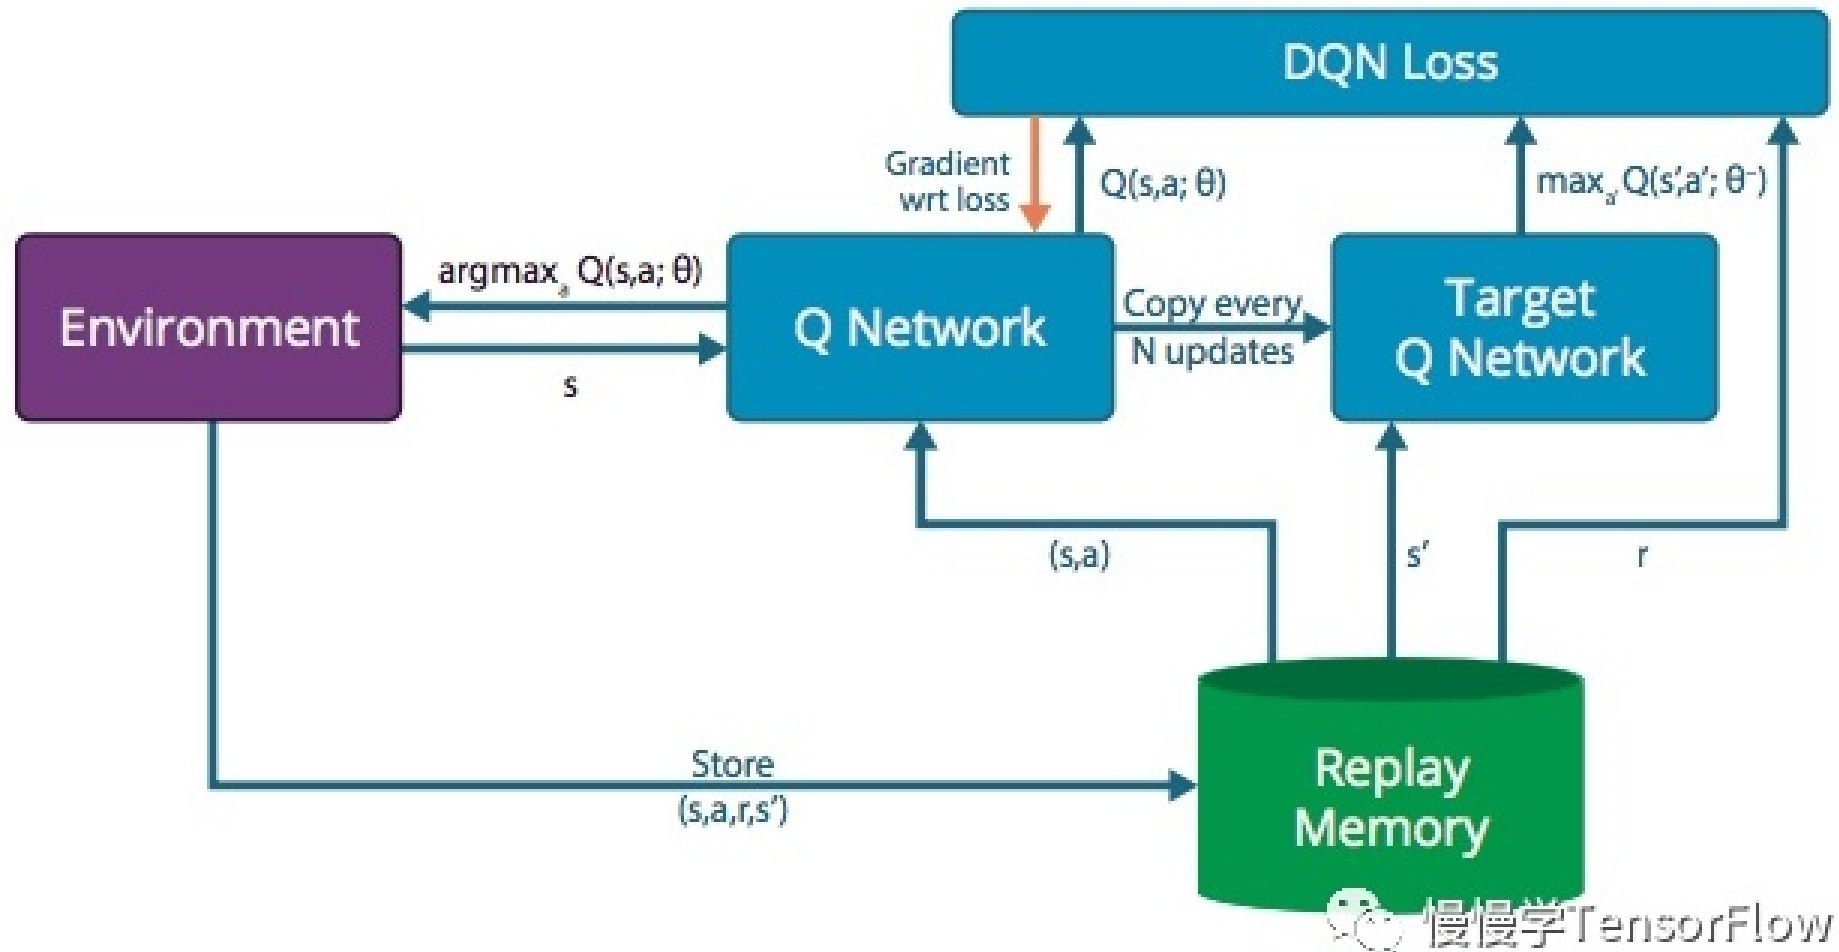 DQN Loss
Gradient
wrt loss
Q(s,a; θ)
maxₐ′ Q(s′,a′; θ⁻)
Environment
argmaxₐ Q(s,a; θ)
s
Q Network
Copy every
N updates
Target
Q Network
(s,a)
s′
r
Store
(s,a,r,s′)
Replay
Memory
慢慢学TensorFlow